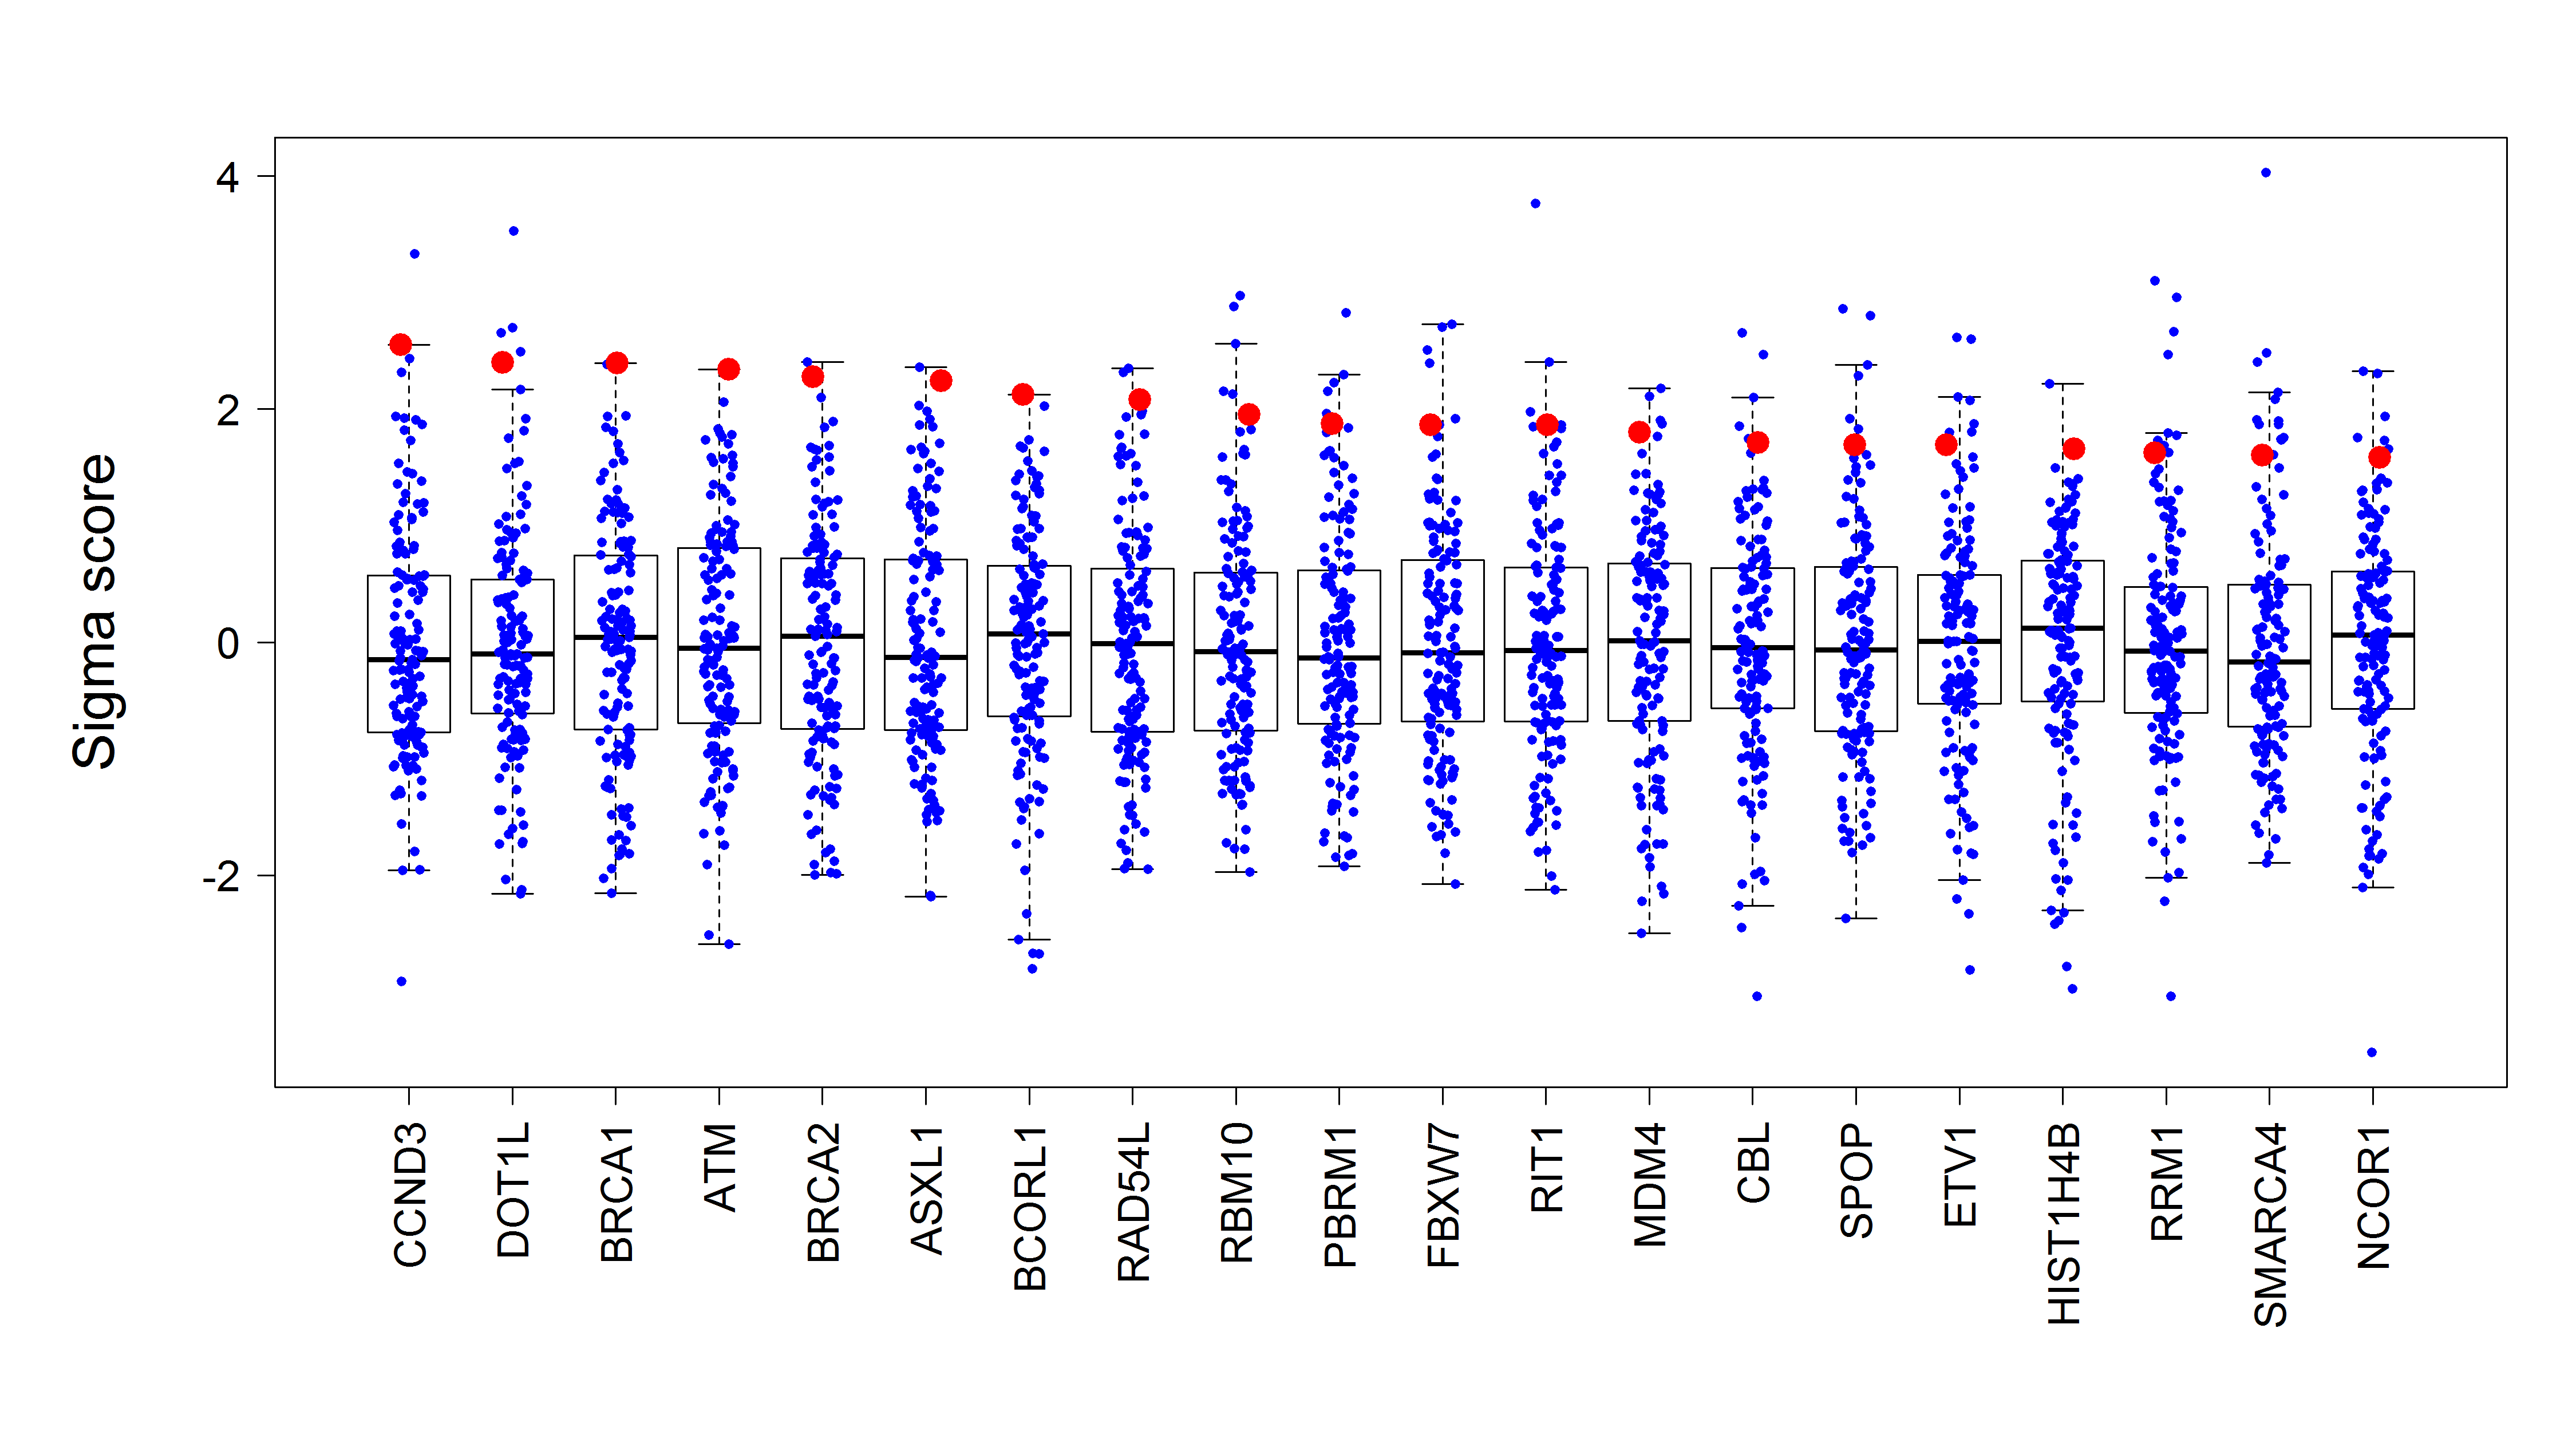 Sigma score
4
2
0
-2
CCND3
DOT1L
BRCA1
ATM
BRCA2
ASXL1
BCORL1
RAD54L
RBM10
PBRM1
FBXW7
RIT1
MDM4
CBL
SPOP
ETV1
HIST1H4B
RRM1
SMARCA4
NCOR1